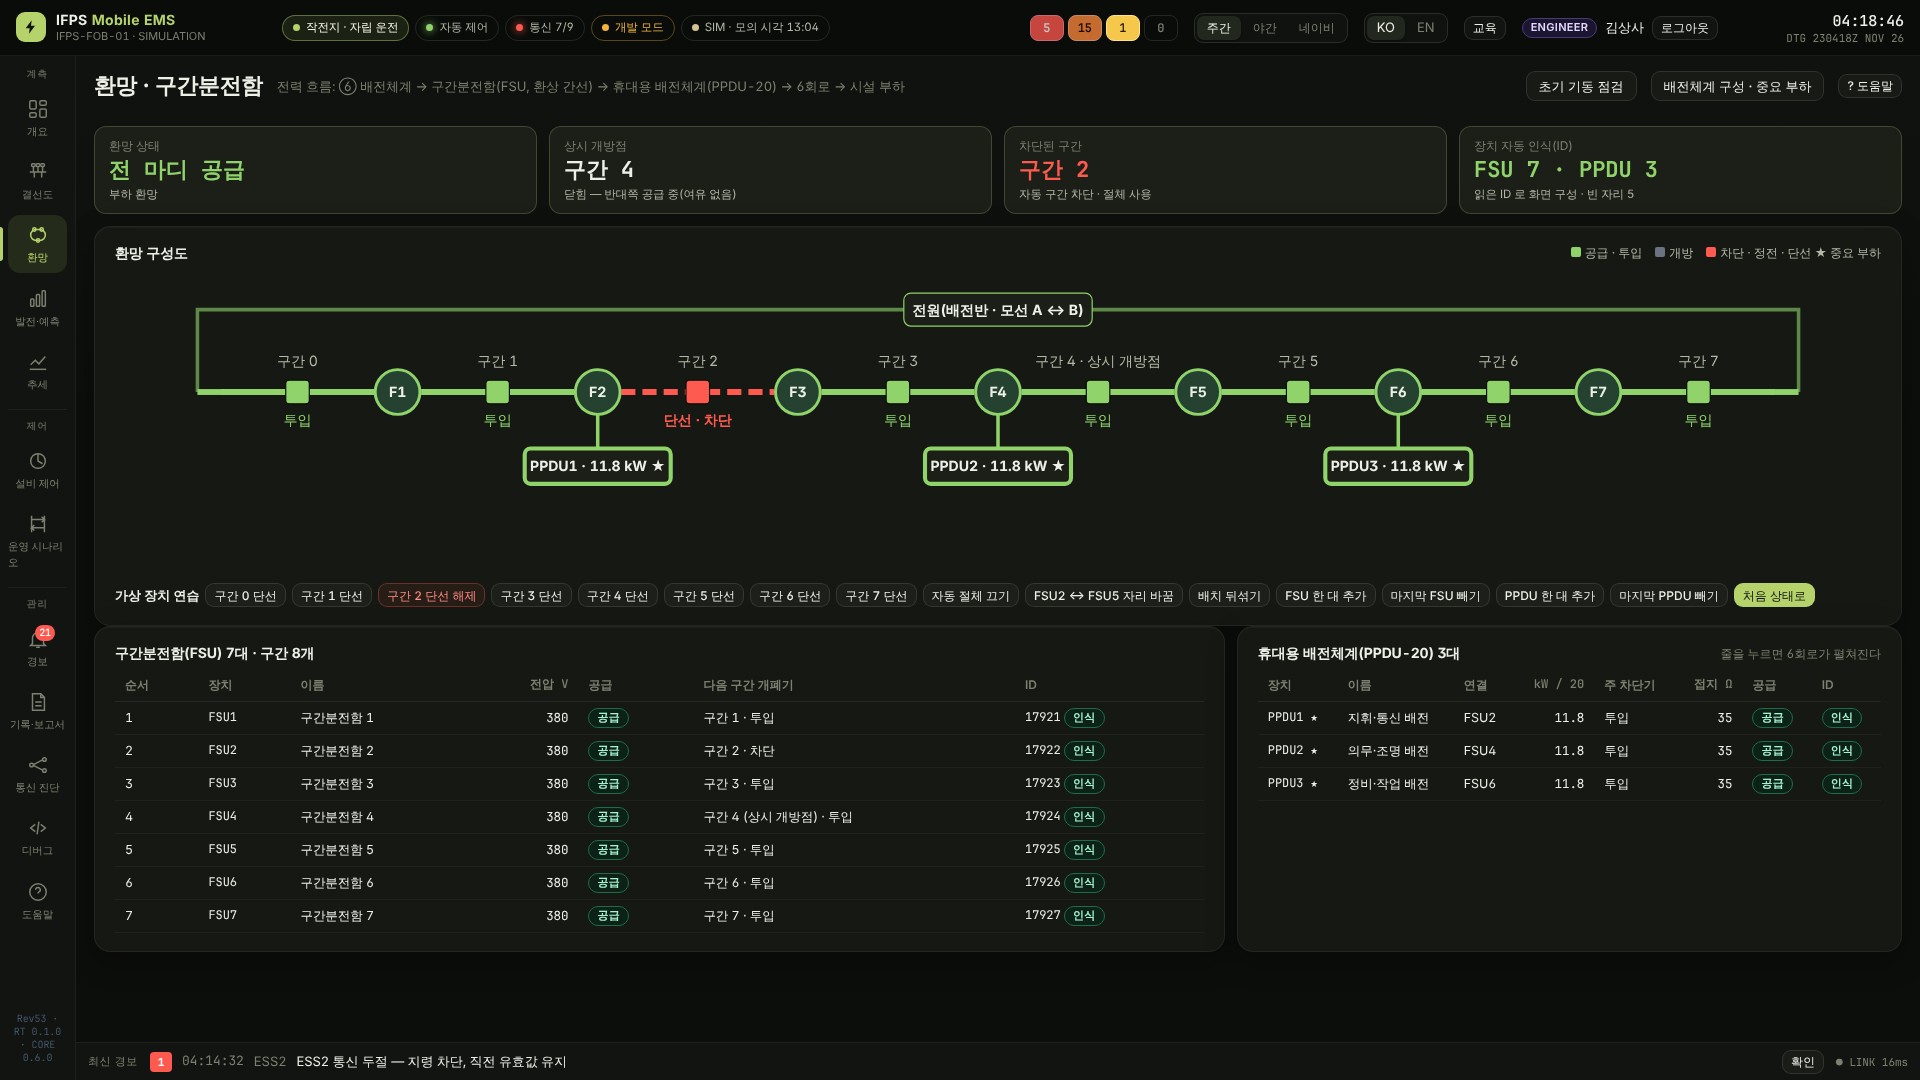 IFPS Mobile EMS
IFPS-FOB-01 · SIMULATION
작전지 · 자립 운전
자동 제어
통신 7/9
개발 모드
SIM · 모의 시각 13:04
5
15
1
0
주간
야간
네이비
KO
EN
교육
ENGINEER
김상사
로그아웃
04:18:46
DTG 230418Z NOV 26
계측
개요
결선도
환망
발전·예측
추세
제어
설비 제어
운영 시나리
오
관리
21
경보
기록·보고서
통신 진단
디버그
도움말
Rev53 ·
RT 0.1.0
· CORE
0.6.0
환망 · 구간분전함
전력 흐름: ⑥ 배전체계 → 구간분전함(FSU, 환상 간선) → 휴대용 배전체계(PPDU-20) → 6회로 → 시설 부하
초기 기동 점검
배전체계 구성 · 중요 부하
? 도움말
환망 상태
전 마디 공급
부하 환망
상시 개방점
구간 4
닫힘 — 반대쪽 공급 중(여유 없음)
차단된 구간
구간 2
자동 구간 차단 · 절체 사용
장치 자동 인식(ID)
FSU 7 · PPDU 3
읽은 ID 로 화면 구성 · 빈 자리 5
환망 구성도
공급 · 투입
개방
차단 · 정전 · 단선 ★ 중요 부하
전원(배전반 · 모선 A ↔ B)
구간 0
구간 1
구간 2
구간 3
구간 4 · 상시 개방점
구간 5
구간 6
구간 7
F1
F2
F3
F4
F5
F6
F7
투입
투입
단선 · 차단
투입
투입
투입
투입
투입
PPDU1 · 11.8 kW ★
PPDU2 · 11.8 kW ★
PPDU3 · 11.8 kW ★
가상 장치 연습
구간 0 단선
구간 1 단선
구간 2 단선 해제
구간 3 단선
구간 4 단선
구간 5 단선
구간 6 단선
구간 7 단선
자동 절체 끄기
FSU2 ↔ FSU5 자리 바꿈
배치 뒤섞기
FSU 한 대 추가
마지막 FSU 빼기
PPDU 한 대 추가
마지막 PPDU 빼기
처음 상태로
구간분전함(FSU) 7대 · 구간 8개
순서 장치 이름 전압 V 공급 다음 구간 개폐기 ID
1 FSU1 구간분전함 1 380 공급 구간 1 · 투입 17921 인식
2 FSU2 구간분전함 2 380 공급 구간 2 · 차단 17922 인식
3 FSU3 구간분전함 3 380 공급 구간 3 · 투입 17923 인식
4 FSU4 구간분전함 4 380 공급 구간 4 (상시 개방점) · 투입 17924 인식
5 FSU5 구간분전함 5 380 공급 구간 5 · 투입 17925 인식
6 FSU6 구간분전함 6 380 공급 구간 6 · 투입 17926 인식
7 FSU7 구간분전함 7 380 공급 구간 7 · 투입 17927 인식
휴대용 배전체계(PPDU-20) 3대
줄을 누르면 6회로가 펼쳐진다
장치 이름 연결 kW / 20 주 차단기 접지 Ω 공급 ID
PPDU1 ★ 지휘·통신 배전 FSU2 11.8 투입 35 공급 인식
PPDU2 ★ 의무·조명 배전 FSU4 11.8 투입 35 공급 인식
PPDU3 ★ 정비·작업 배전 FSU6 11.8 투입 35 공급 인식
최신 경보 1 04:14:32 ESS2 ESS2 통신 두절 — 지령 차단, 직전 유효값 유지
확인
LINK 16ms